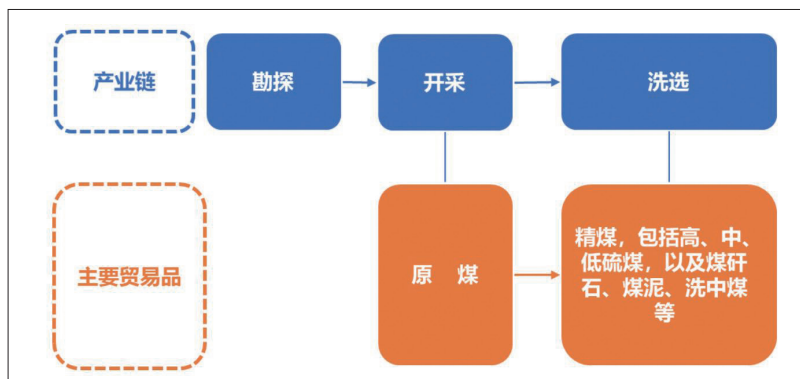 产业链
勘探
开采
洗选
主要贸易品
原 煤
精煤，包括高、中、
低硫煤，以及煤矸
石、煤泥、洗中煤
等